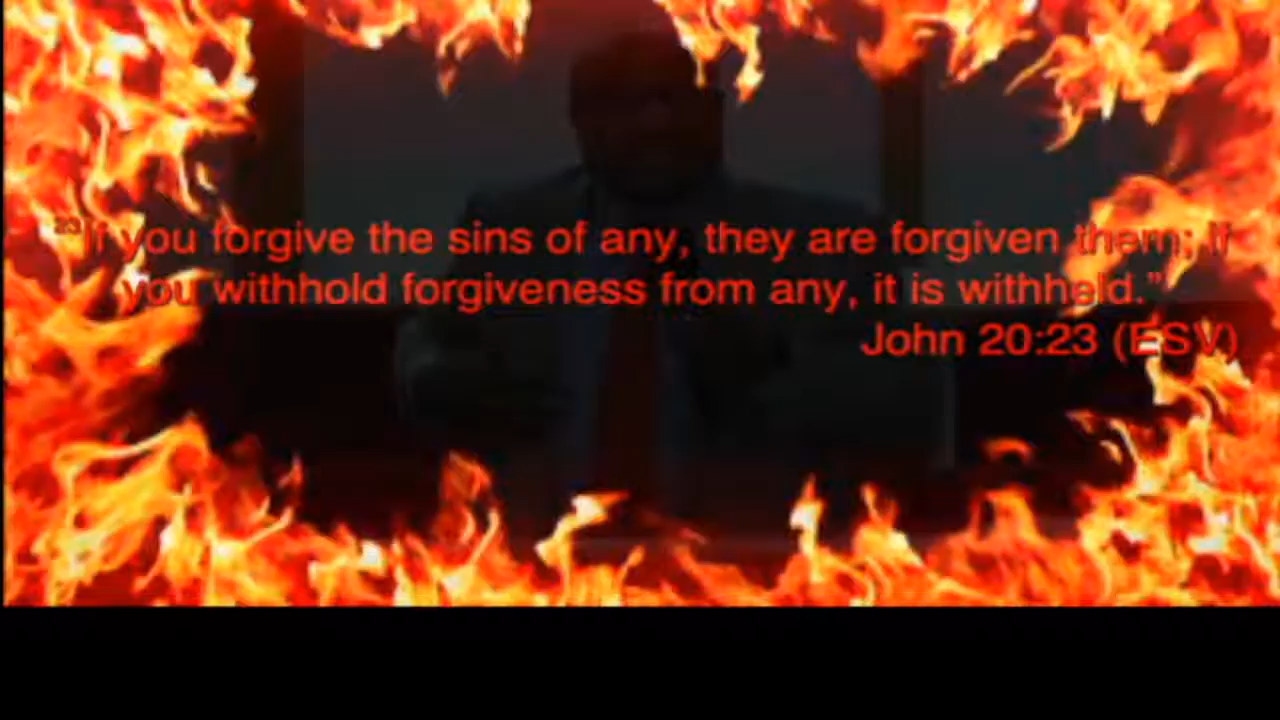 23If you forgive the sins of any, they are forgiven them; if
you withhold forgiveness from any, it is withheld.”
John 20:23 (ESV)